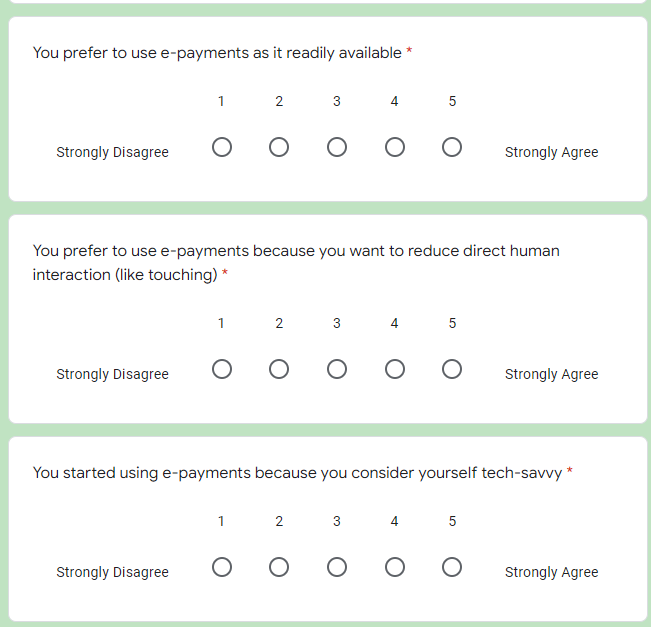 You prefer to use e-payments as it readily available *
1 2 3 4 5
Strongly Disagree Strongly Agree
You prefer to use e-payments because you want to reduce direct human
interaction (like touching) *
1 2 3 4 5
Strongly Disagree Strongly Agree
You started using e-payments because you consider yourself tech-savvy *
1 2 3 4 5
Strongly Disagree Strongly Agree